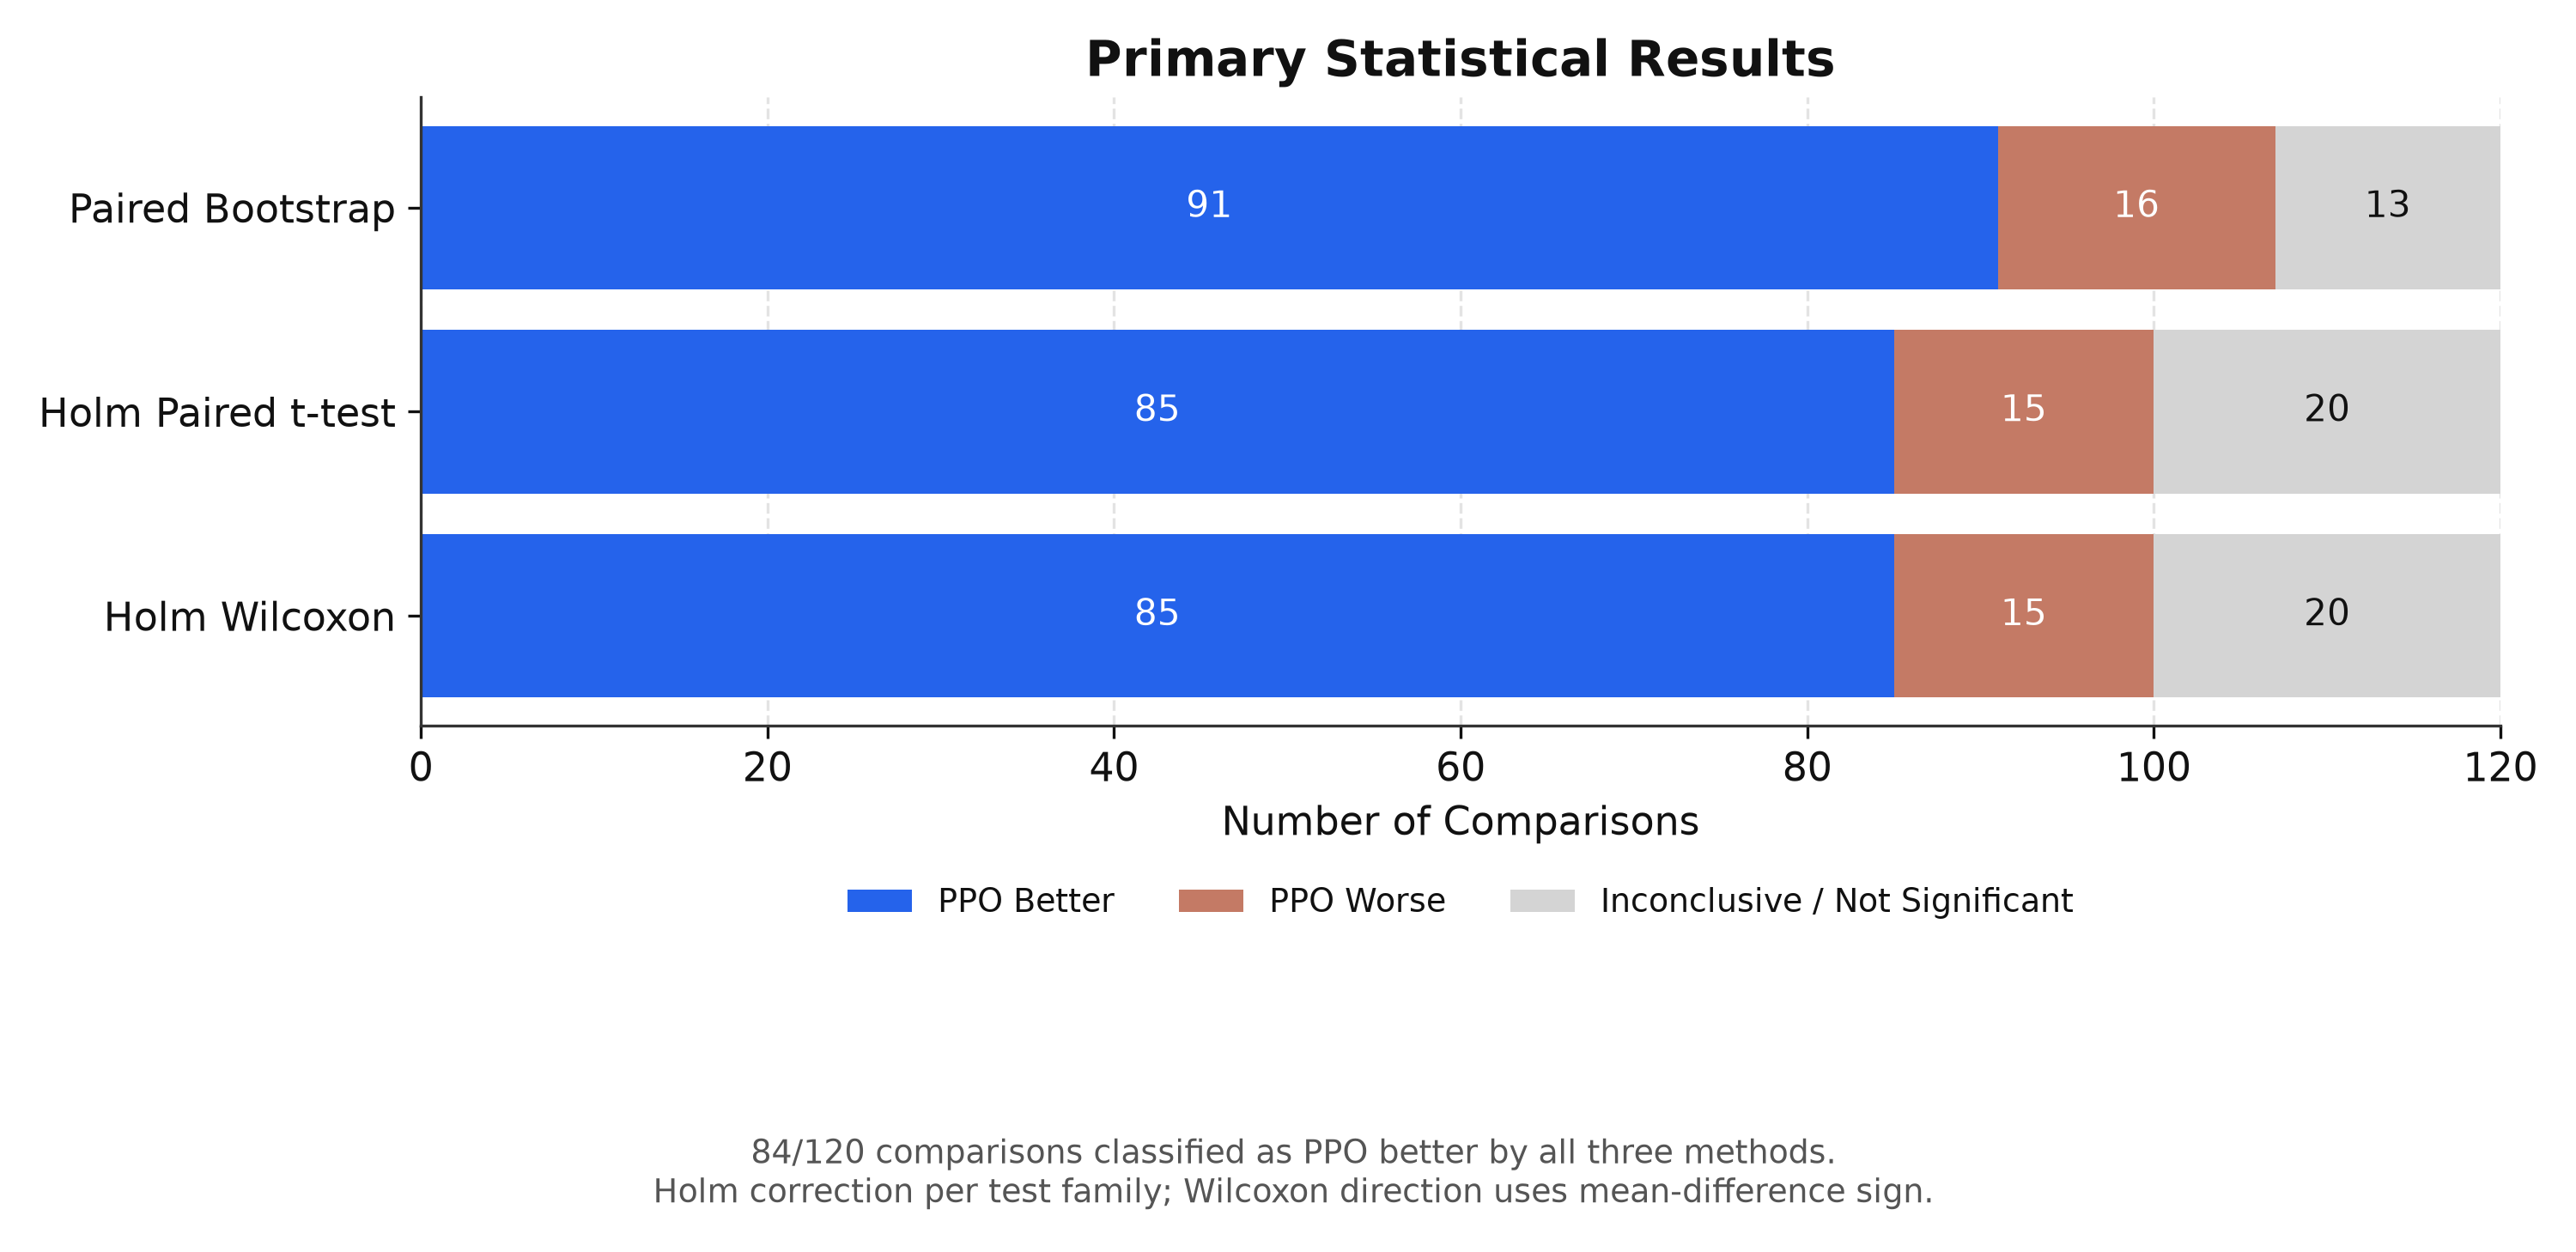 Primary Statistical Results
Paired Bootstrap
91
16
13
Holm Paired t-test
85
15
20
Holm Wilcoxon
85
15
20
0
20
40
60
80
100
120
Number of Comparisons
PPO Better
PPO Worse
Inconclusive / Not Significant
84/120 comparisons classified as PPO better by all three methods.
Holm correction per test family; Wilcoxon direction uses mean-difference sign.